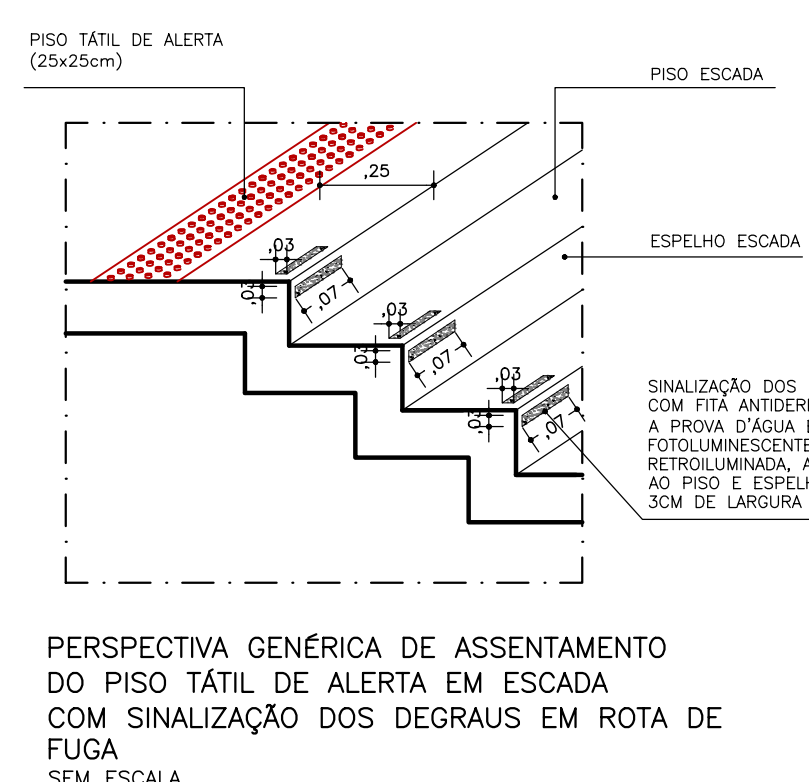 PISO TÁTIL DE ALERTA
(25x25cm)
PISO ESCADA
,25
ESPELHO ESCADA
,03
,03
,07
,03
,03
,07
,03
,03
,07
SINALIZAÇÃO DOS
COM FITA
A PROVA D'ÁGUA
FOTOLUMINESCENTE
RETROILUMINADA,
AO PISO E
3CM DE LARGURA
PERSPECTIVA GENÉRICA DE ASSENTAMENTO
DO PISO TÁTIL DE ALERTA EM ESCADA
COM SINALIZAÇÃO DOS DEGRAUS EM ROTA DE
FUGA
SEM ESCALA